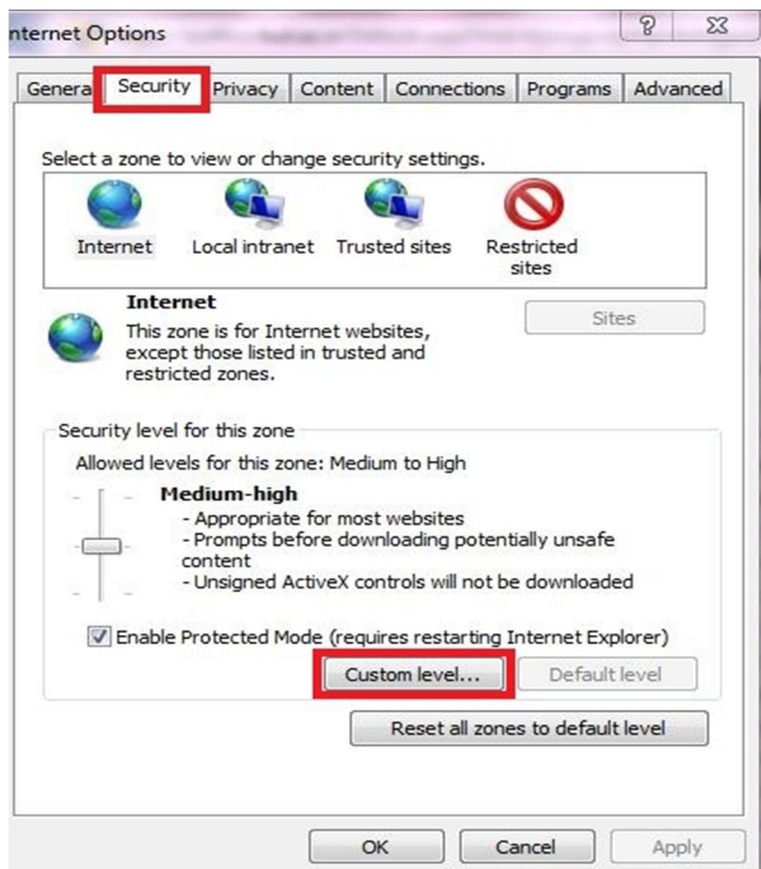 nternet Options
General Security Privacy Content Connections Programs Advanced
Select a zone to view or change security settings.
Internet Local intranet Trusted sites Restricted
sites
Internet
Sites
This zone is for Internet websites,
except those listed in trusted and
restricted zones.
Security level for this zone
Allowed levels for this zone: Medium to High
Medium-high
- Appropriate for most websites
- Prompts before downloading potentially unsafe
content
- Unsigned ActiveX controls will not be downloaded
Enable Protected Mode (requires restarting Internet Explorer)
Custom level... Default level
Reset all zones to default level
OK Cancel Apply